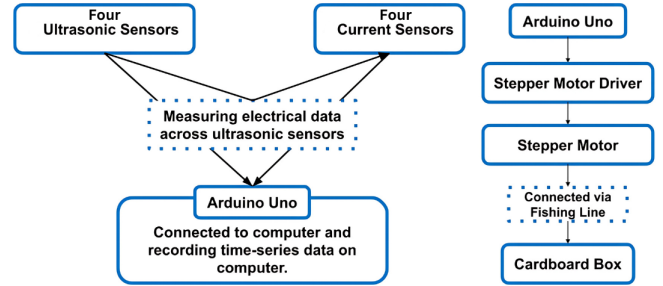 Four
Ultrasonic Sensors
Four
Current Sensors
Measuring electrical data
across ultrasonic sensors
Arduino Uno
Connected to computer and
recording time-series data on
computer.
Arduino Uno
Stepper Motor Driver
Stepper Motor
Connected via
Fishing Line
Cardboard Box